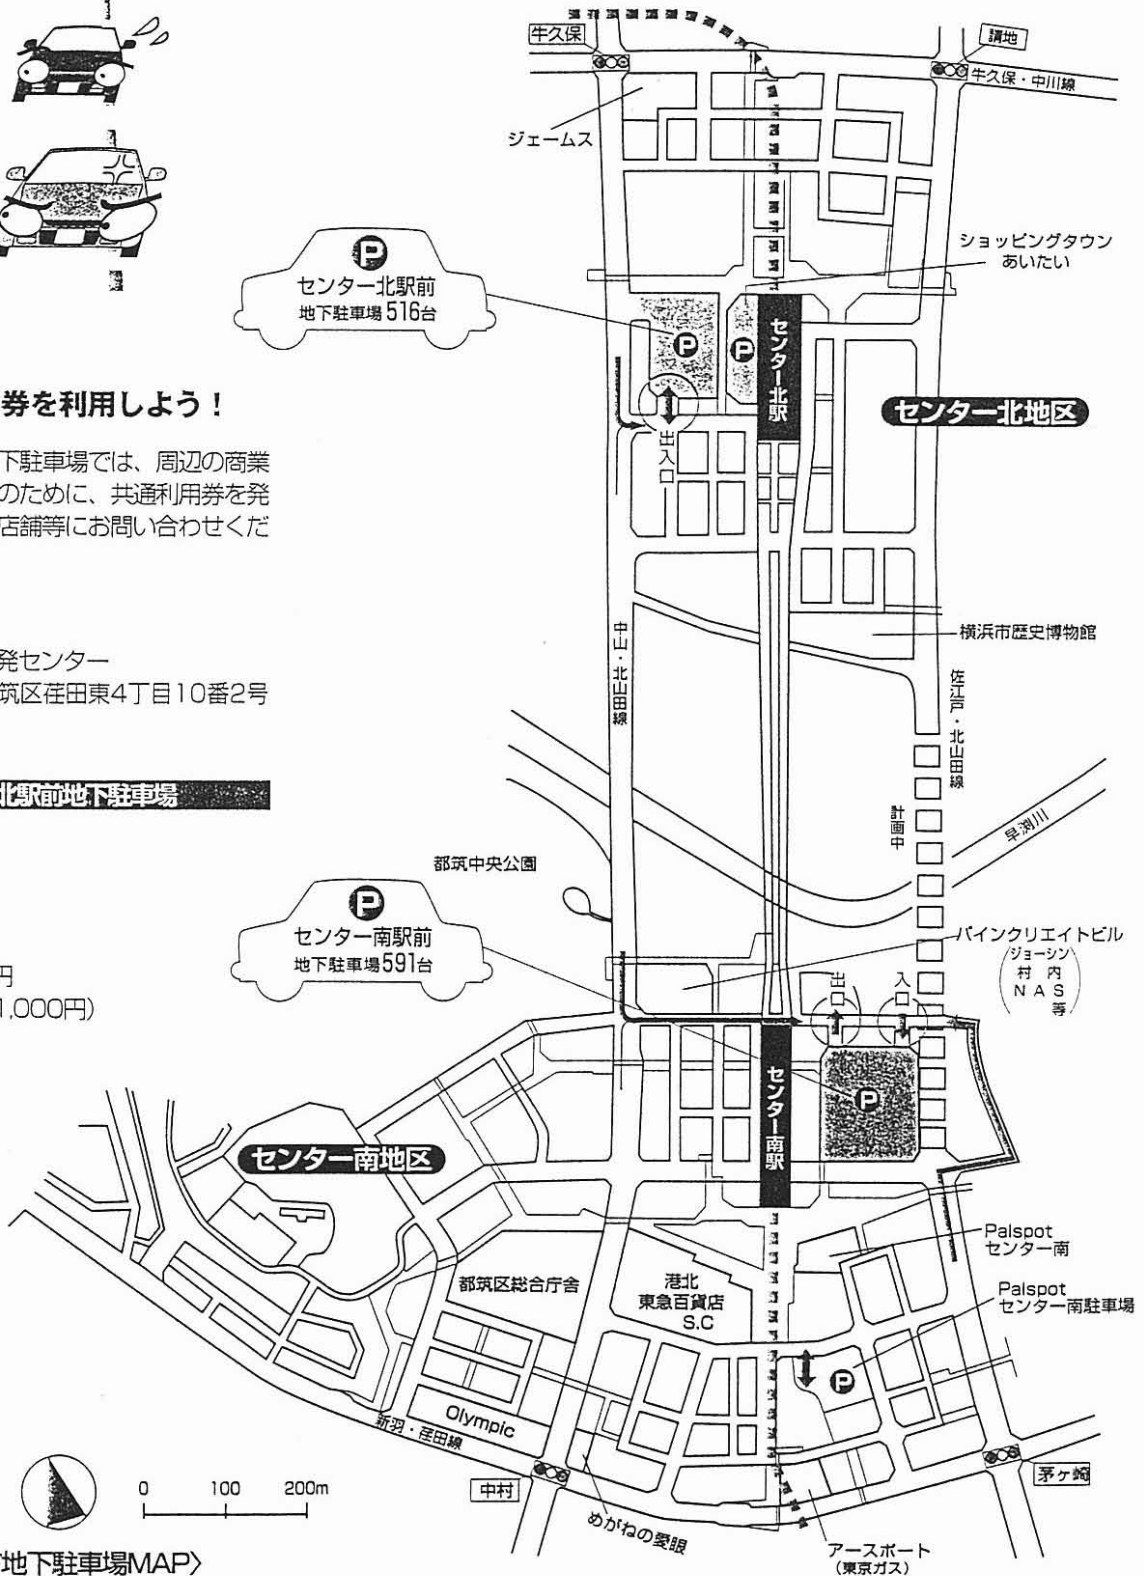 牛久保
請地
牛久保・中川線
ジェームス
ショッピングタウン
あいたい
P
センター北駅前
地下駐車場516台
P
P
センター北駅
出入口
センター北地区
券を利用しよう！
下駐車場では、周辺の商業
のために、共通利用券を発
店舗等にお問い合わせくだ
横浜市歴史博物館
中山・北山田線
佐江戸・北山田線
計画中
早渕川
発センター
筑区荏田東4丁目10番2号
北駅前地下駐車場
都筑中央公園
P
センター南駅前
地下駐車場591台
円
1,000円）
パインクリエイトビル
（ジョーシン
村内
NAS
等）
出口
入口
センター南駅
P
センター南地区
Palspot
センター南
Palspot
センター南駐車場
都筑区総合庁舎
港北
東急百貨店
S.C
P
Olympic
新羽・荏田線
中村
茅ヶ崎
めがねの愛眼
アースポート
（東京ガス）
0 100 200m
地下駐車場MAP〉